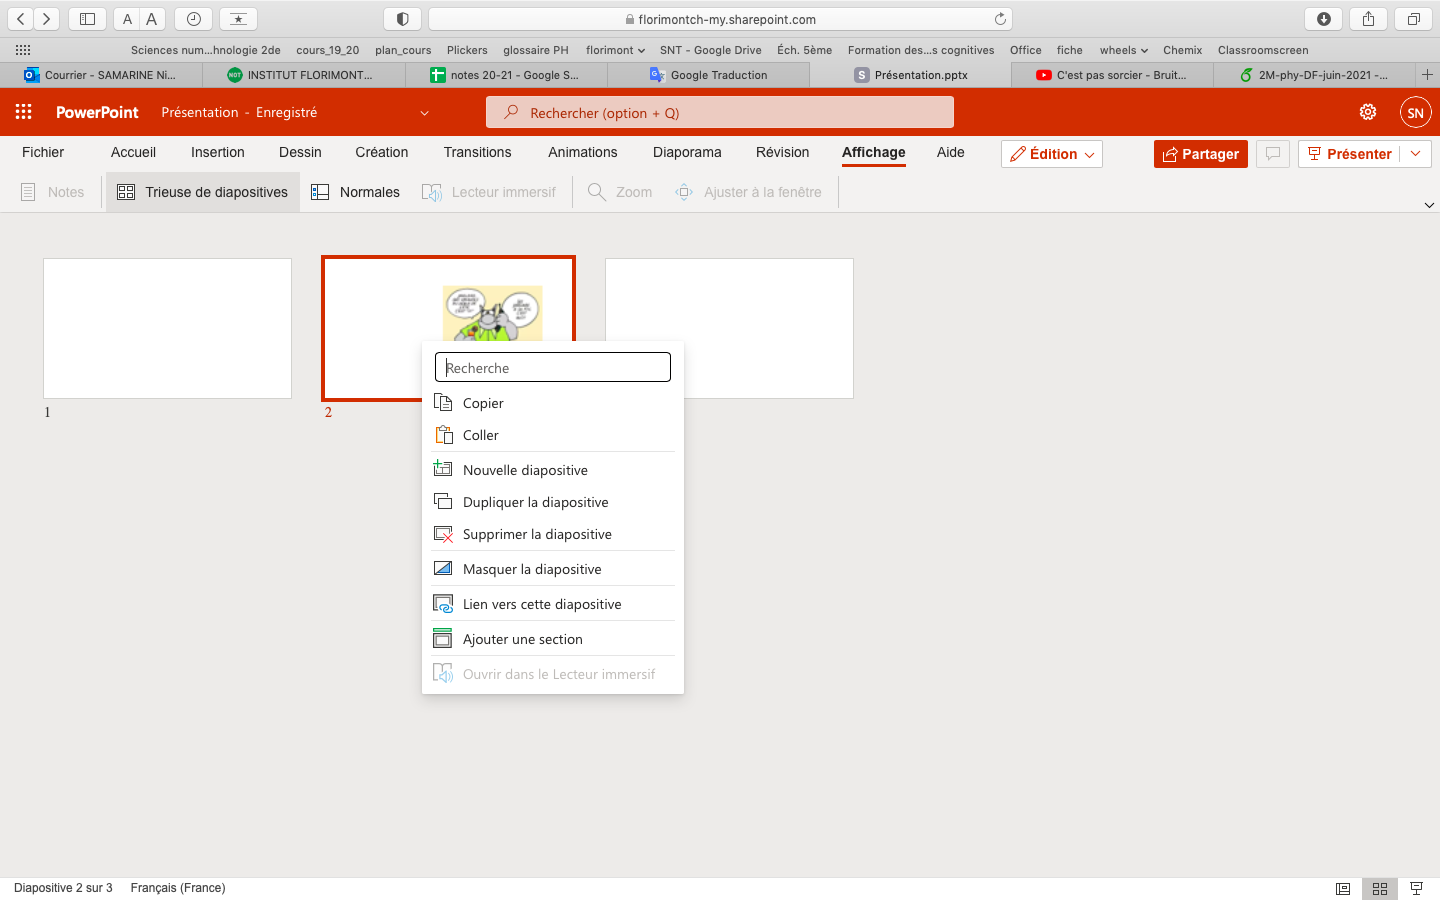 A A
florimontch-my.sharepoint.com
Sciences num...hnologie 2de cours_19_20 plan_cours Plickers glossaire PH florimont SNT - Google Drive Éch. 5ème Formation des...s cognitives Office fiche wheels Chemix Classroomscreen
Courrier - SAMARINE Ni... INSTITUT FLORIMONT... notes 20-21 - Google S... Google Traduction S Présentation.pptx C'est pas sorcier - Bruit... 2M-phy-DF-juin-2021 -...
PowerPoint Présentation - Enregistré Rechercher (option + Q) SN
Fichier Accueil Insertion Dessin Création Transitions Animations Diaporama Révision Affichage Aide Édition Partager Présenter
Notes Trieuse de diapositives Normales Lecteur immersif Zoom Ajuster à la fenêtre
1
2
Recherche
Copier
Coller
Nouvelle diapositive
Dupliquer la diapositive
Supprimer la diapositive
Masquer la diapositive
Lien vers cette diapositive
Ajouter une section
Ouvrir dans le Lecteur immersif
Diapositive 2 sur 3 Français (France)